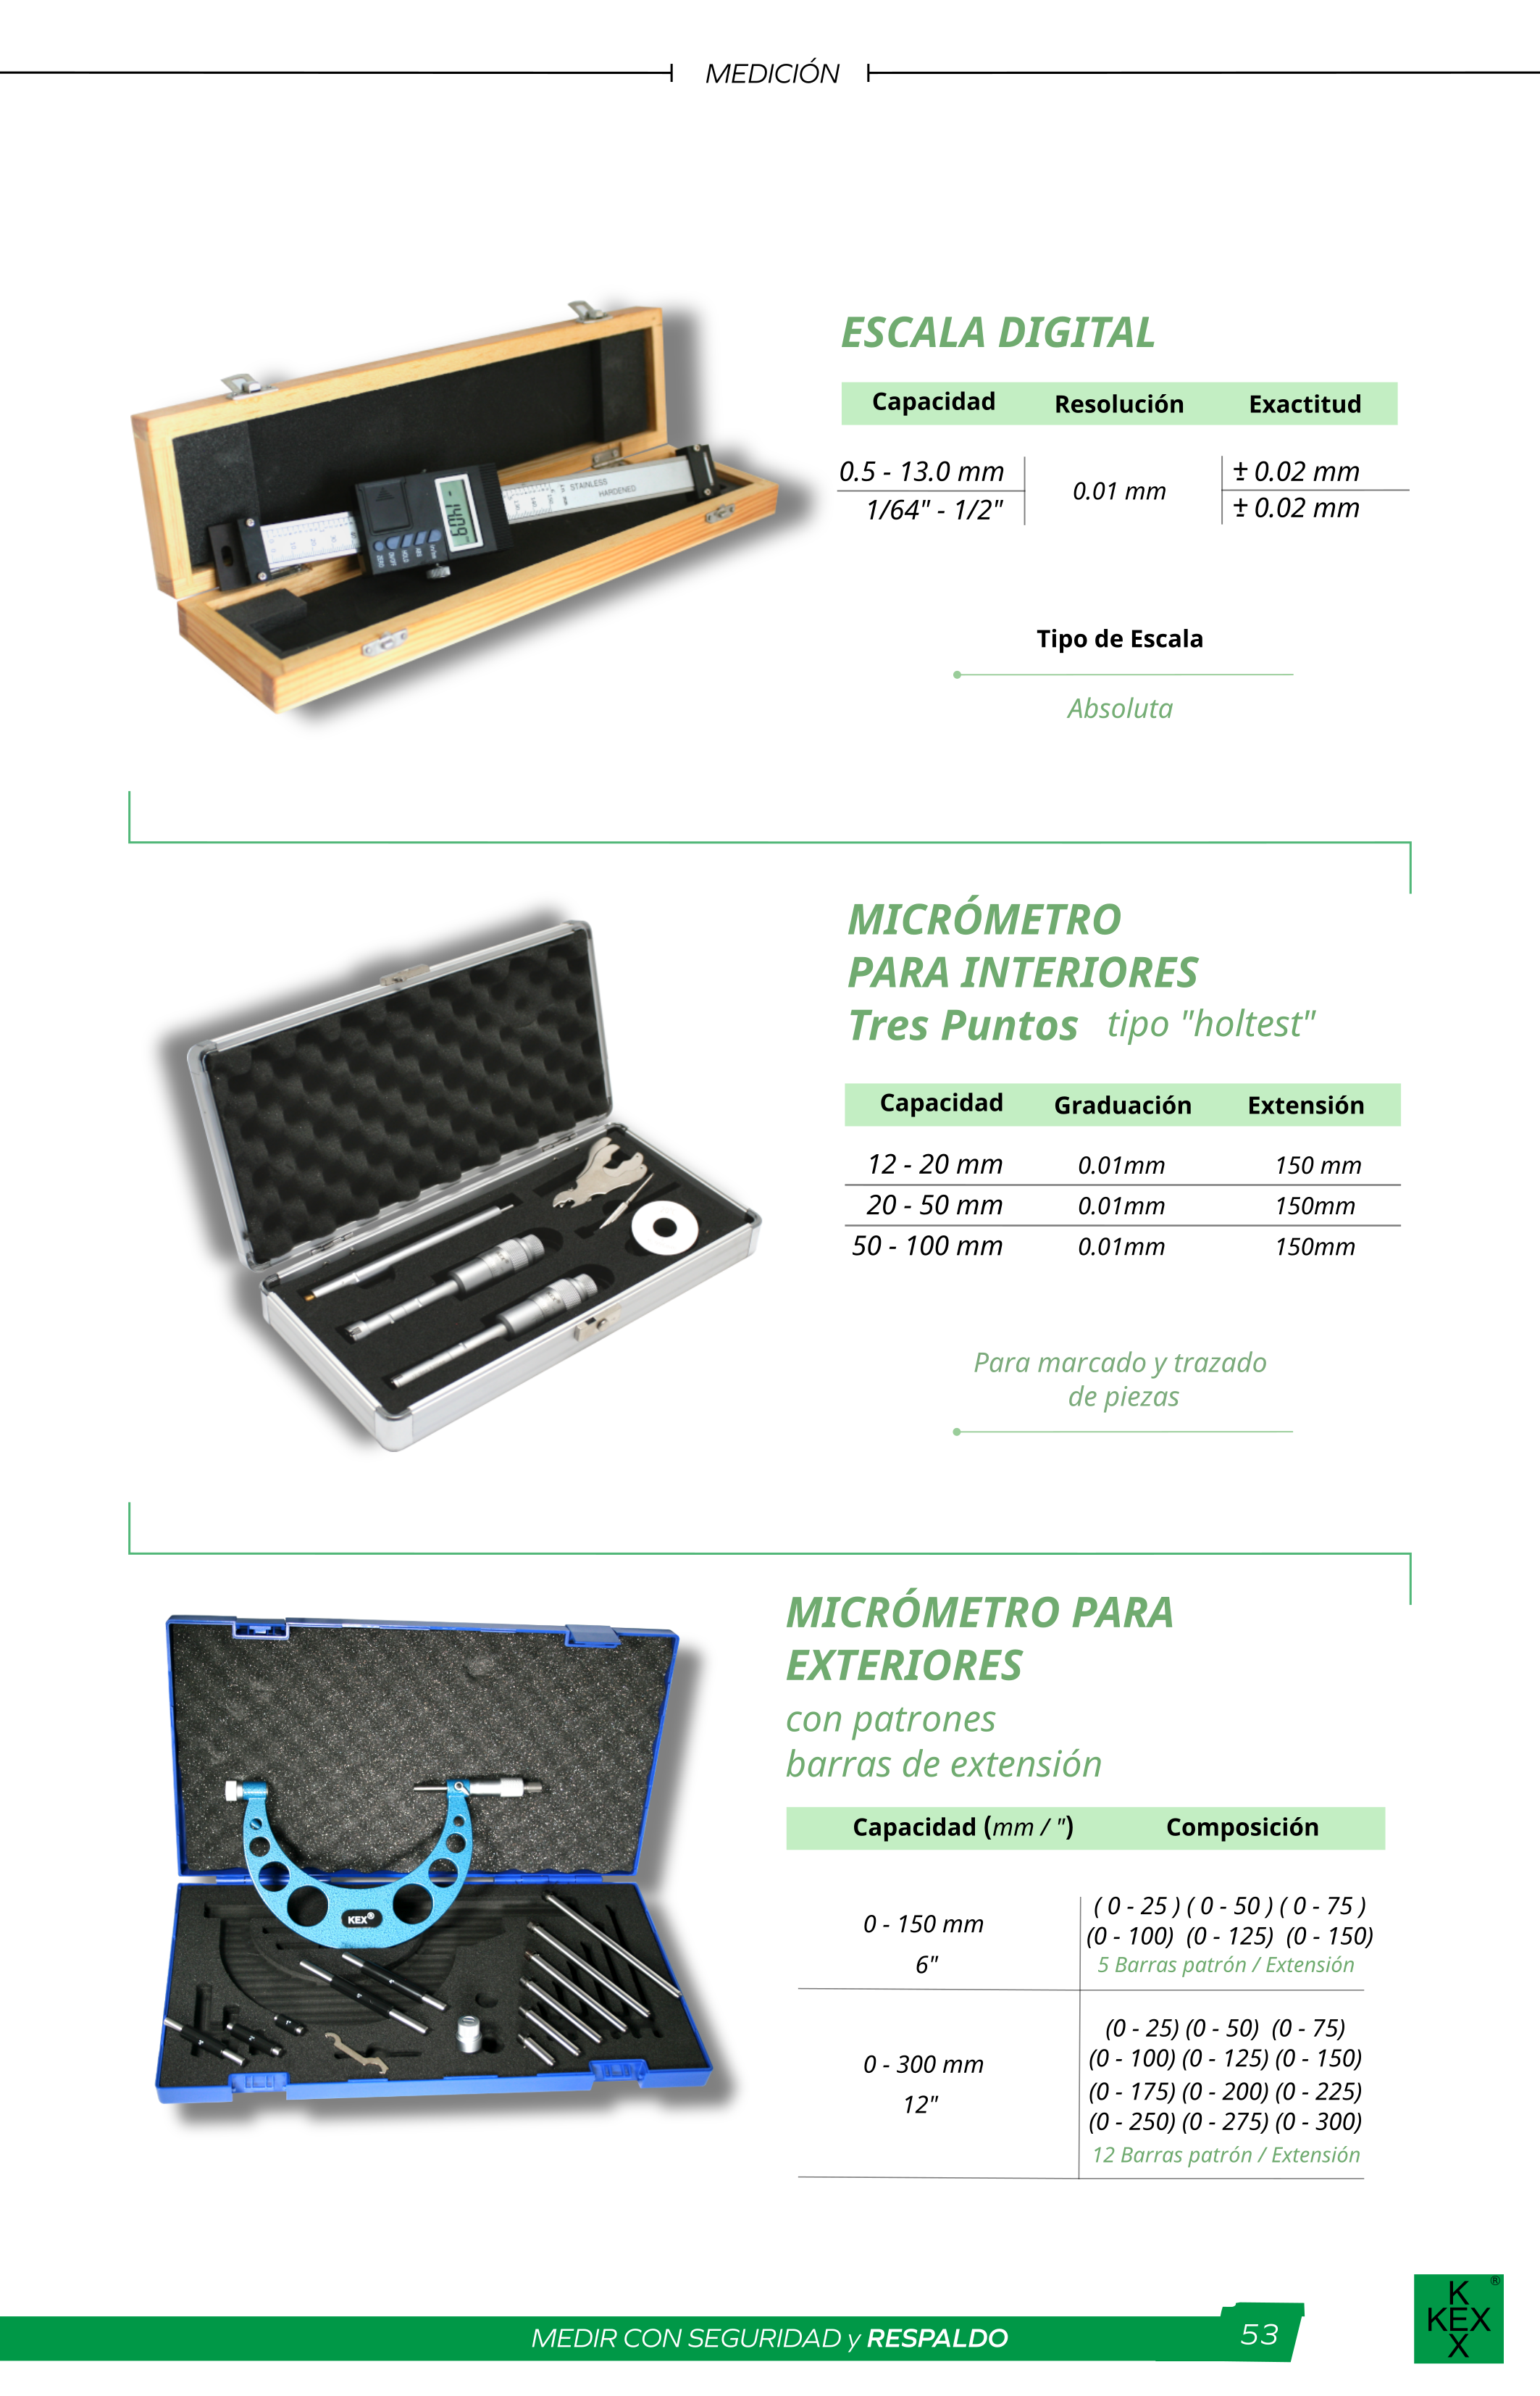 MEDICIÓN
ESCALA DIGITAL
Capacidad Resolución Exactitud
0.5 - 13.0 mm 0.01 mm ± 0.02 mm
1/64" - 1/2" ± 0.02 mm
STAINLESS
HARDENED
Tipo de Escala
Absoluta
MICRÓMETRO
PARA INTERIORES
Tres Puntos tipo "holtest"
Capacidad Graduación Extensión
12 - 20 mm 0.01mm 150 mm
20 - 50 mm 0.01mm 150mm
50 - 100 mm 0.01mm 150mm
Para marcado y trazado
de piezas
MICRÓMETRO PARA
EXTERIORES
con patrones
barras de extensión
Capacidad (mm / ") Composición
0 - 150 mm
6"
( 0 - 25 ) ( 0 - 50 ) ( 0 - 75 )
(0 - 100) (0 - 125) (0 - 150)
5 Barras patrón / Extensión
0 - 300 mm
12"
(0 - 25) (0 - 50) (0 - 75)
(0 - 100) (0 - 125) (0 - 150)
(0 - 175) (0 - 200) (0 - 225)
(0 - 250) (0 - 275) (0 - 300)
12 Barras patrón / Extensión
KEX®
MEDIR CON SEGURIDAD y RESPALDO
53
K ®
KEX
X